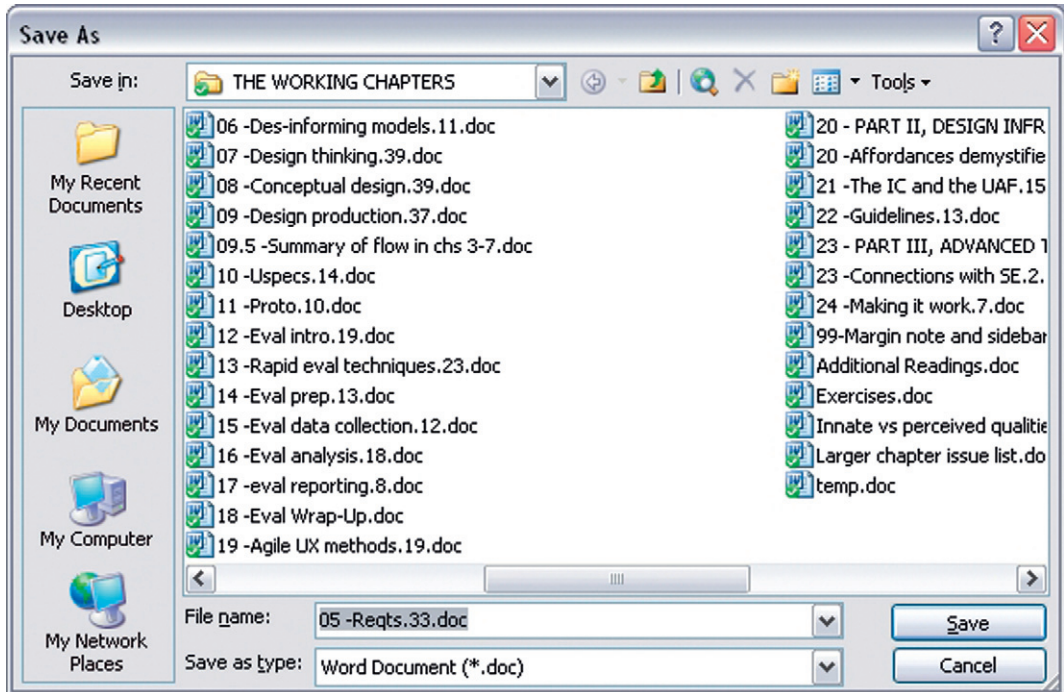 Save As
Save in:
THE WORKING CHAPTERS
Tools
My Recent
Documents
Desktop
My Documents
My Computer
My Network
Places
06 -Des-informing models.11.doc
07 -Design thinking.39.doc
08 -Conceptual design.39.doc
09 -Design production.37.doc
09.5 -Summary of flow in chs 3-7.doc
10 -Uspecs.14.doc
11 -Proto.10.doc
12 -Eval intro.19.doc
13 -Rapid eval techniques.23.doc
14 -Eval prep.13.doc
15 -Eval data collection.12.doc
16 -Eval analysis.18.doc
17 -eval reporting.8.doc
18 -Eval Wrap-Up.doc
19 -Agile UX methods.19.doc
20 - PART II, DESIGN INFR
20 -Affordances demystifie
21 -The IC and the UAF.15
22 -Guidelines.13.doc
23 - PART III, ADVANCED T
23 -Connections with SE.2.
24 -Making it work.7.doc
99-Margin note and sidebar
Additional Readings.doc
Exercises.doc
Innate vs perceived qualitie
Larger chapter issue list.do
temp.doc
File name:
05 -Reqts.33.doc
Save
Save as type:
Word Document (*.doc)
Cancel